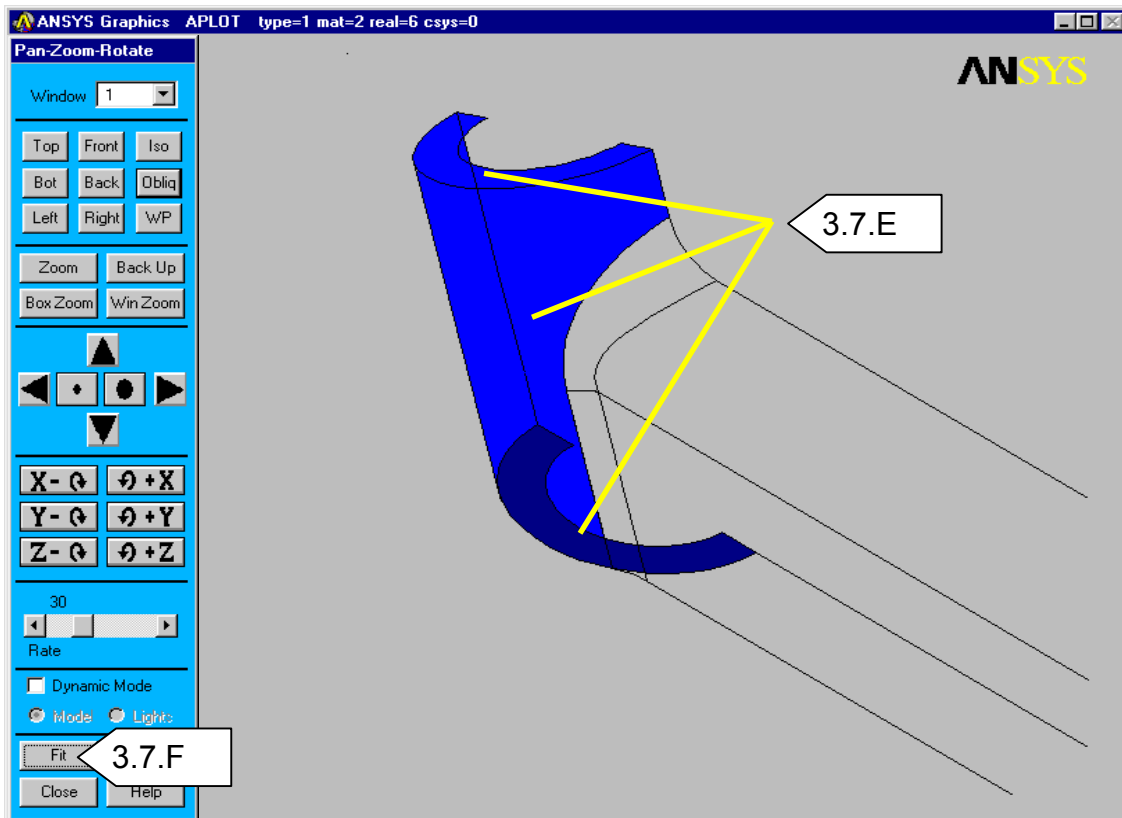 ANSYS Graphics APLOT type=1 mat=2 real=6 csys=0
Pan-Zoom-Rotate
ANSYS
Window 1
Top Front Iso
Bot Back Obliq
Left Right WP
3.7.E
Zoom Back Up
Box Zoom Win Zoom
X- +X
Y- +Y
Z- +Z
30
Rate
Dynamic Mode
Model Lights
Fit 3.7.F
Close Help